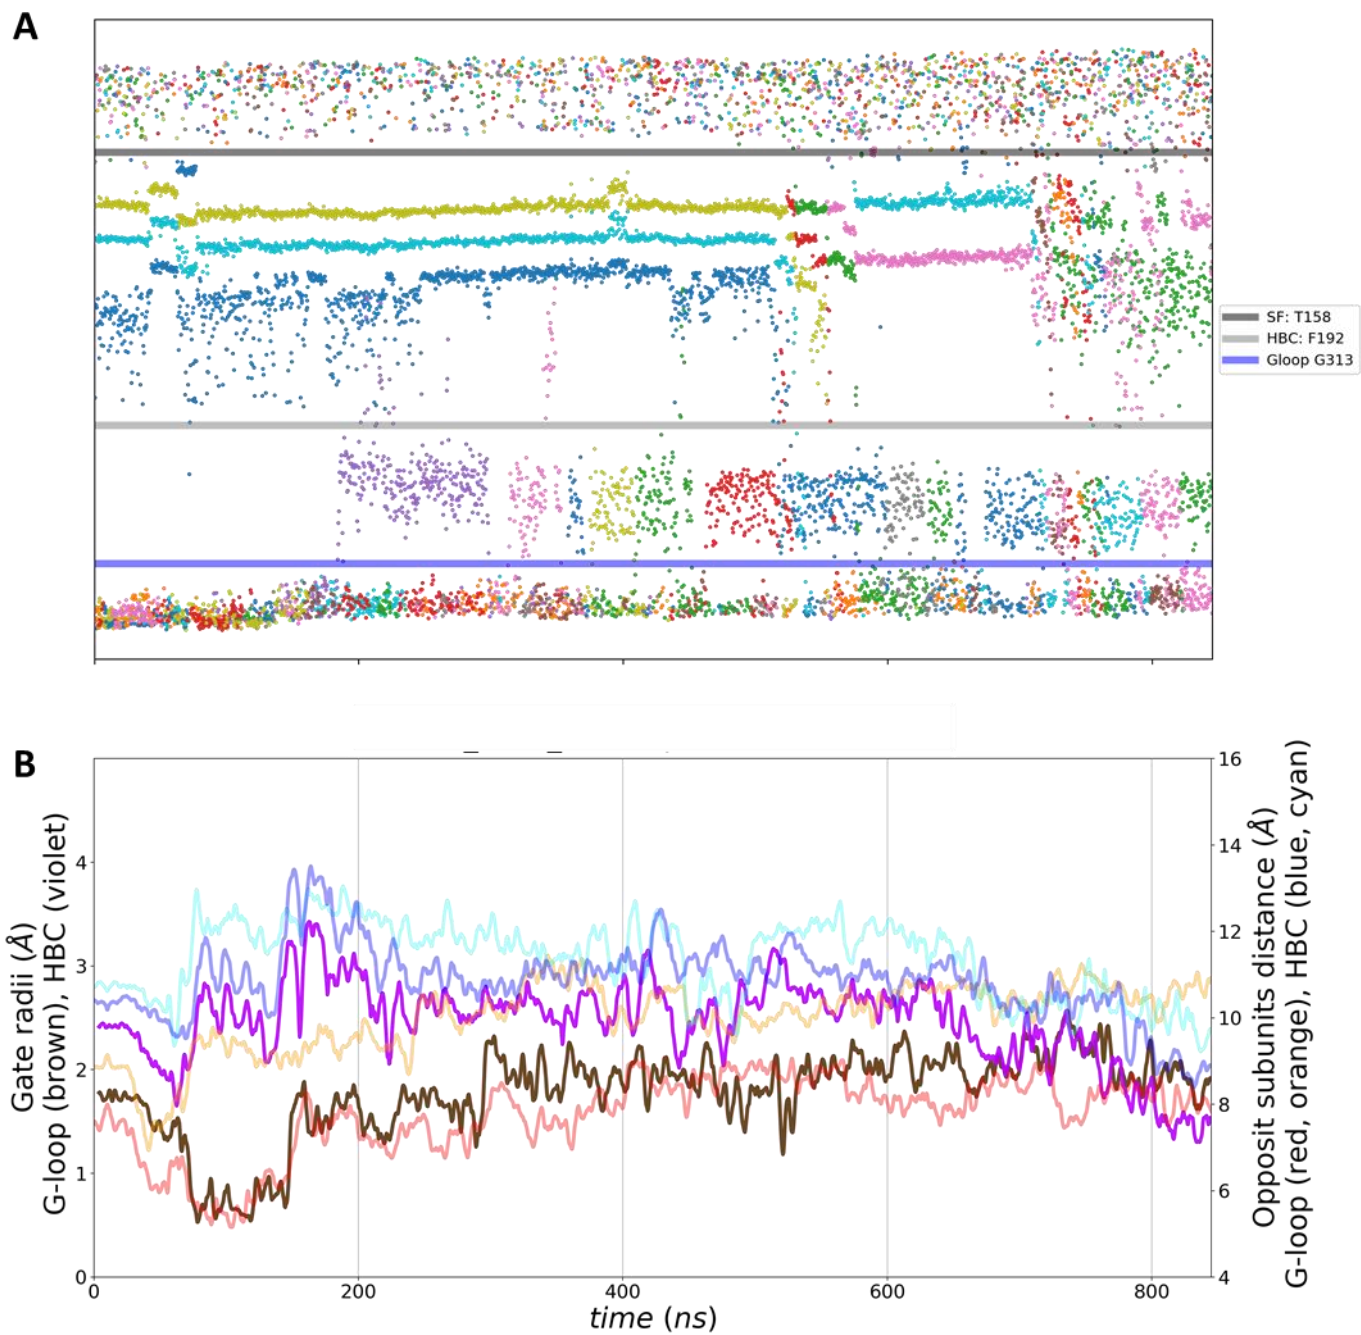 A
SF: T158
HBC: F192
Gloop G313
B
Gate radii (Å)
G-loop (brown), HBC (violet)
4
3
2
1
0
16
14
12
10
8
6
4
Opposit subunits distance (Å)
G-loop (red, orange), HBC (blue, cyan)
0
200
400
600
800
time (ns)